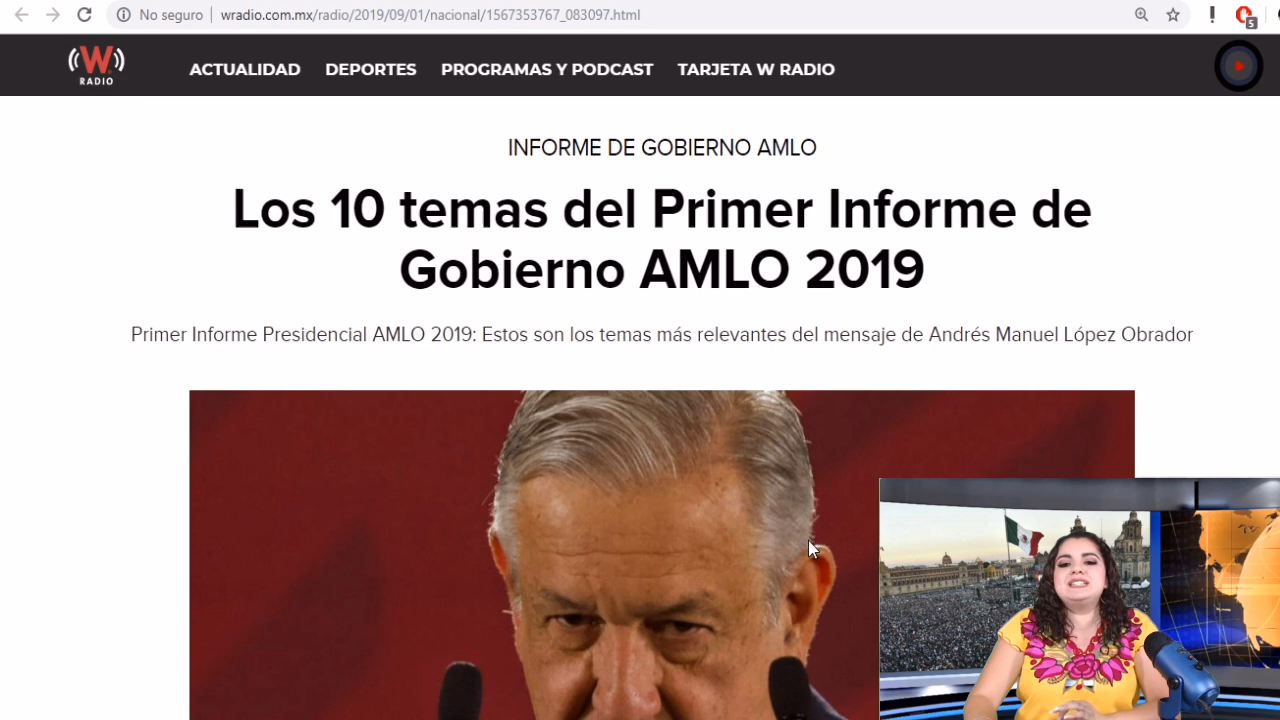 No seguro
wradio.com.mx/radio/2019/09/01/nacional/1567353767_083097.html
5
W
RADIO
ACTUALIDAD
DEPORTES
PROGRAMAS Y PODCAST
TARJETA W RADIO
INFORME DE GOBIERNO AMLO
Los 10 temas del Primer Informe de
Gobierno AMLO 2019
Primer Informe Presidencial AMLO 2019: Estos son los temas más relevantes del mensaje de Andrés Manuel López Obrador